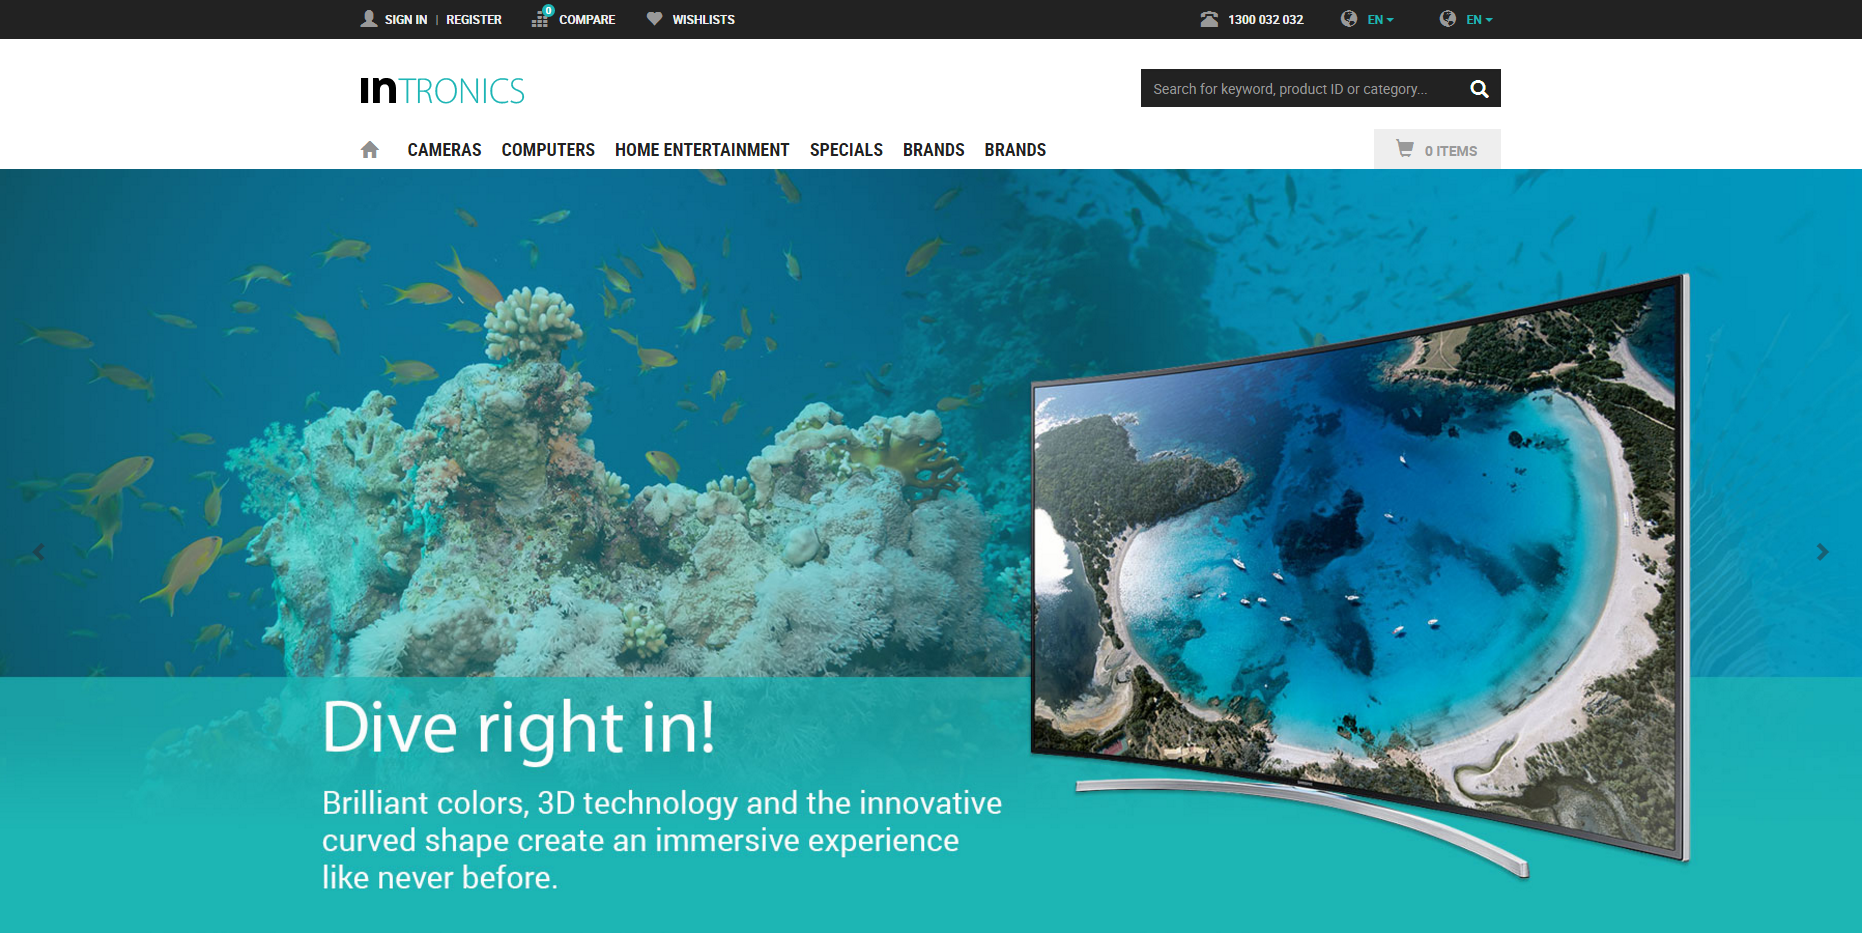 SIGN IN | REGISTER 0 COMPARE WISHLISTS 1300 032 032 EN EN
inTRONICS
Search for keyword, product ID or category...
CAMERAS COMPUTERS HOME ENTERTAINMENT SPECIALS BRANDS BRANDS 0 ITEMS
Dive right in!
Brilliant colors, 3D technology and the innovative
curved shape create an immersive experience
like never before.